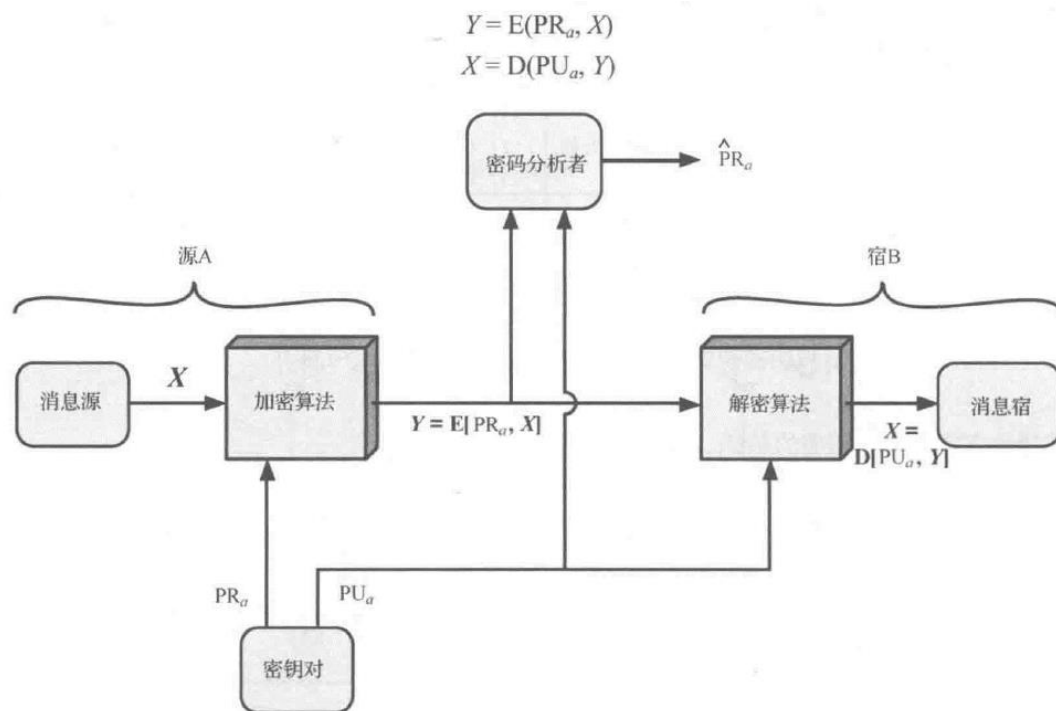 Y = E(PRₐ, X)
X = D(PUₐ, Y)
密码分析者
P̂Rₐ
源A
宿B
消息源
X
加密算法
Y = E[PRₐ, X]
解密算法
X =
D[PUₐ, Y]
消息宿
PRₐ
PUₐ
密钥对